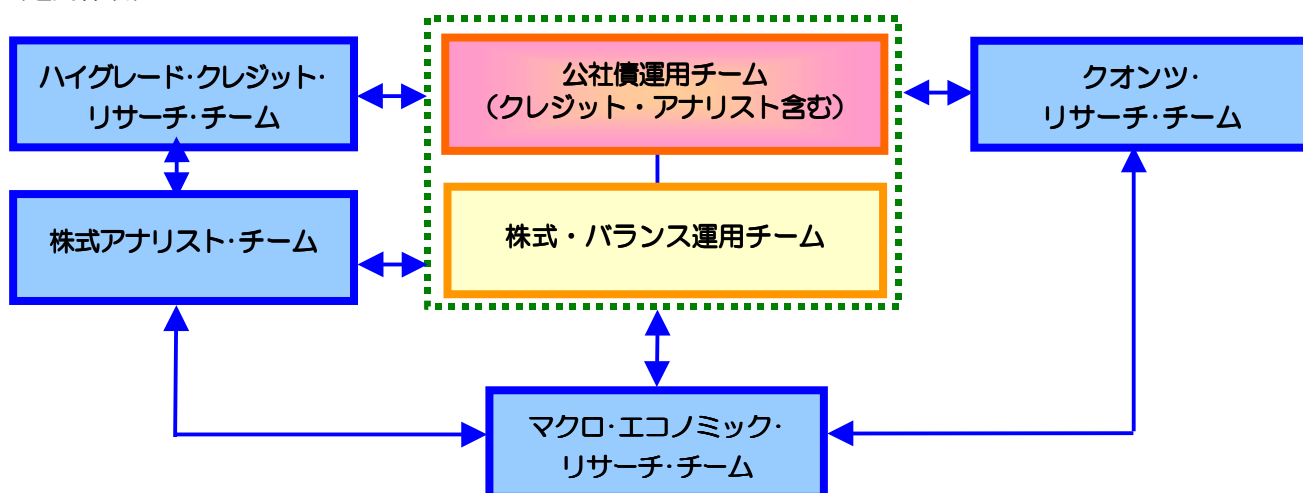 ハイグレード･クレジット･
リサーチ･チーム
公社債運用チーム
（クレジット・アナリスト含む）
クオンツ･
リサーチ･チーム
株式アナリスト･チーム
株式・バランス運用チーム
マクロ･エコノミック･
リサーチ･チーム